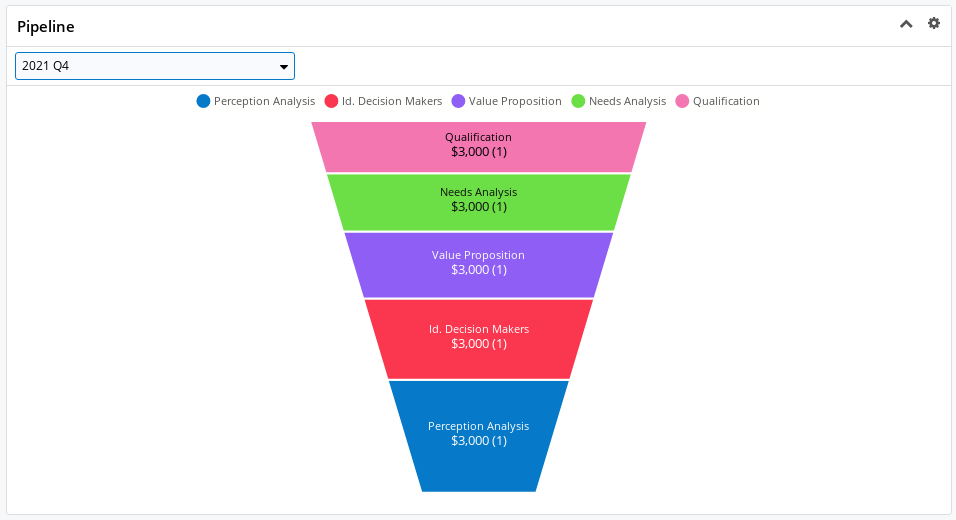 Pipeline
2021 Q4
Perception Analysis Id. Decision Makers Value Proposition Needs Analysis Qualification
Qualification
$3,000 (1)
Needs Analysis
$3,000 (1)
Value Proposition
$3,000 (1)
Id. Decision Makers
$3,000 (1)
Perception Analysis
$3,000 (1)